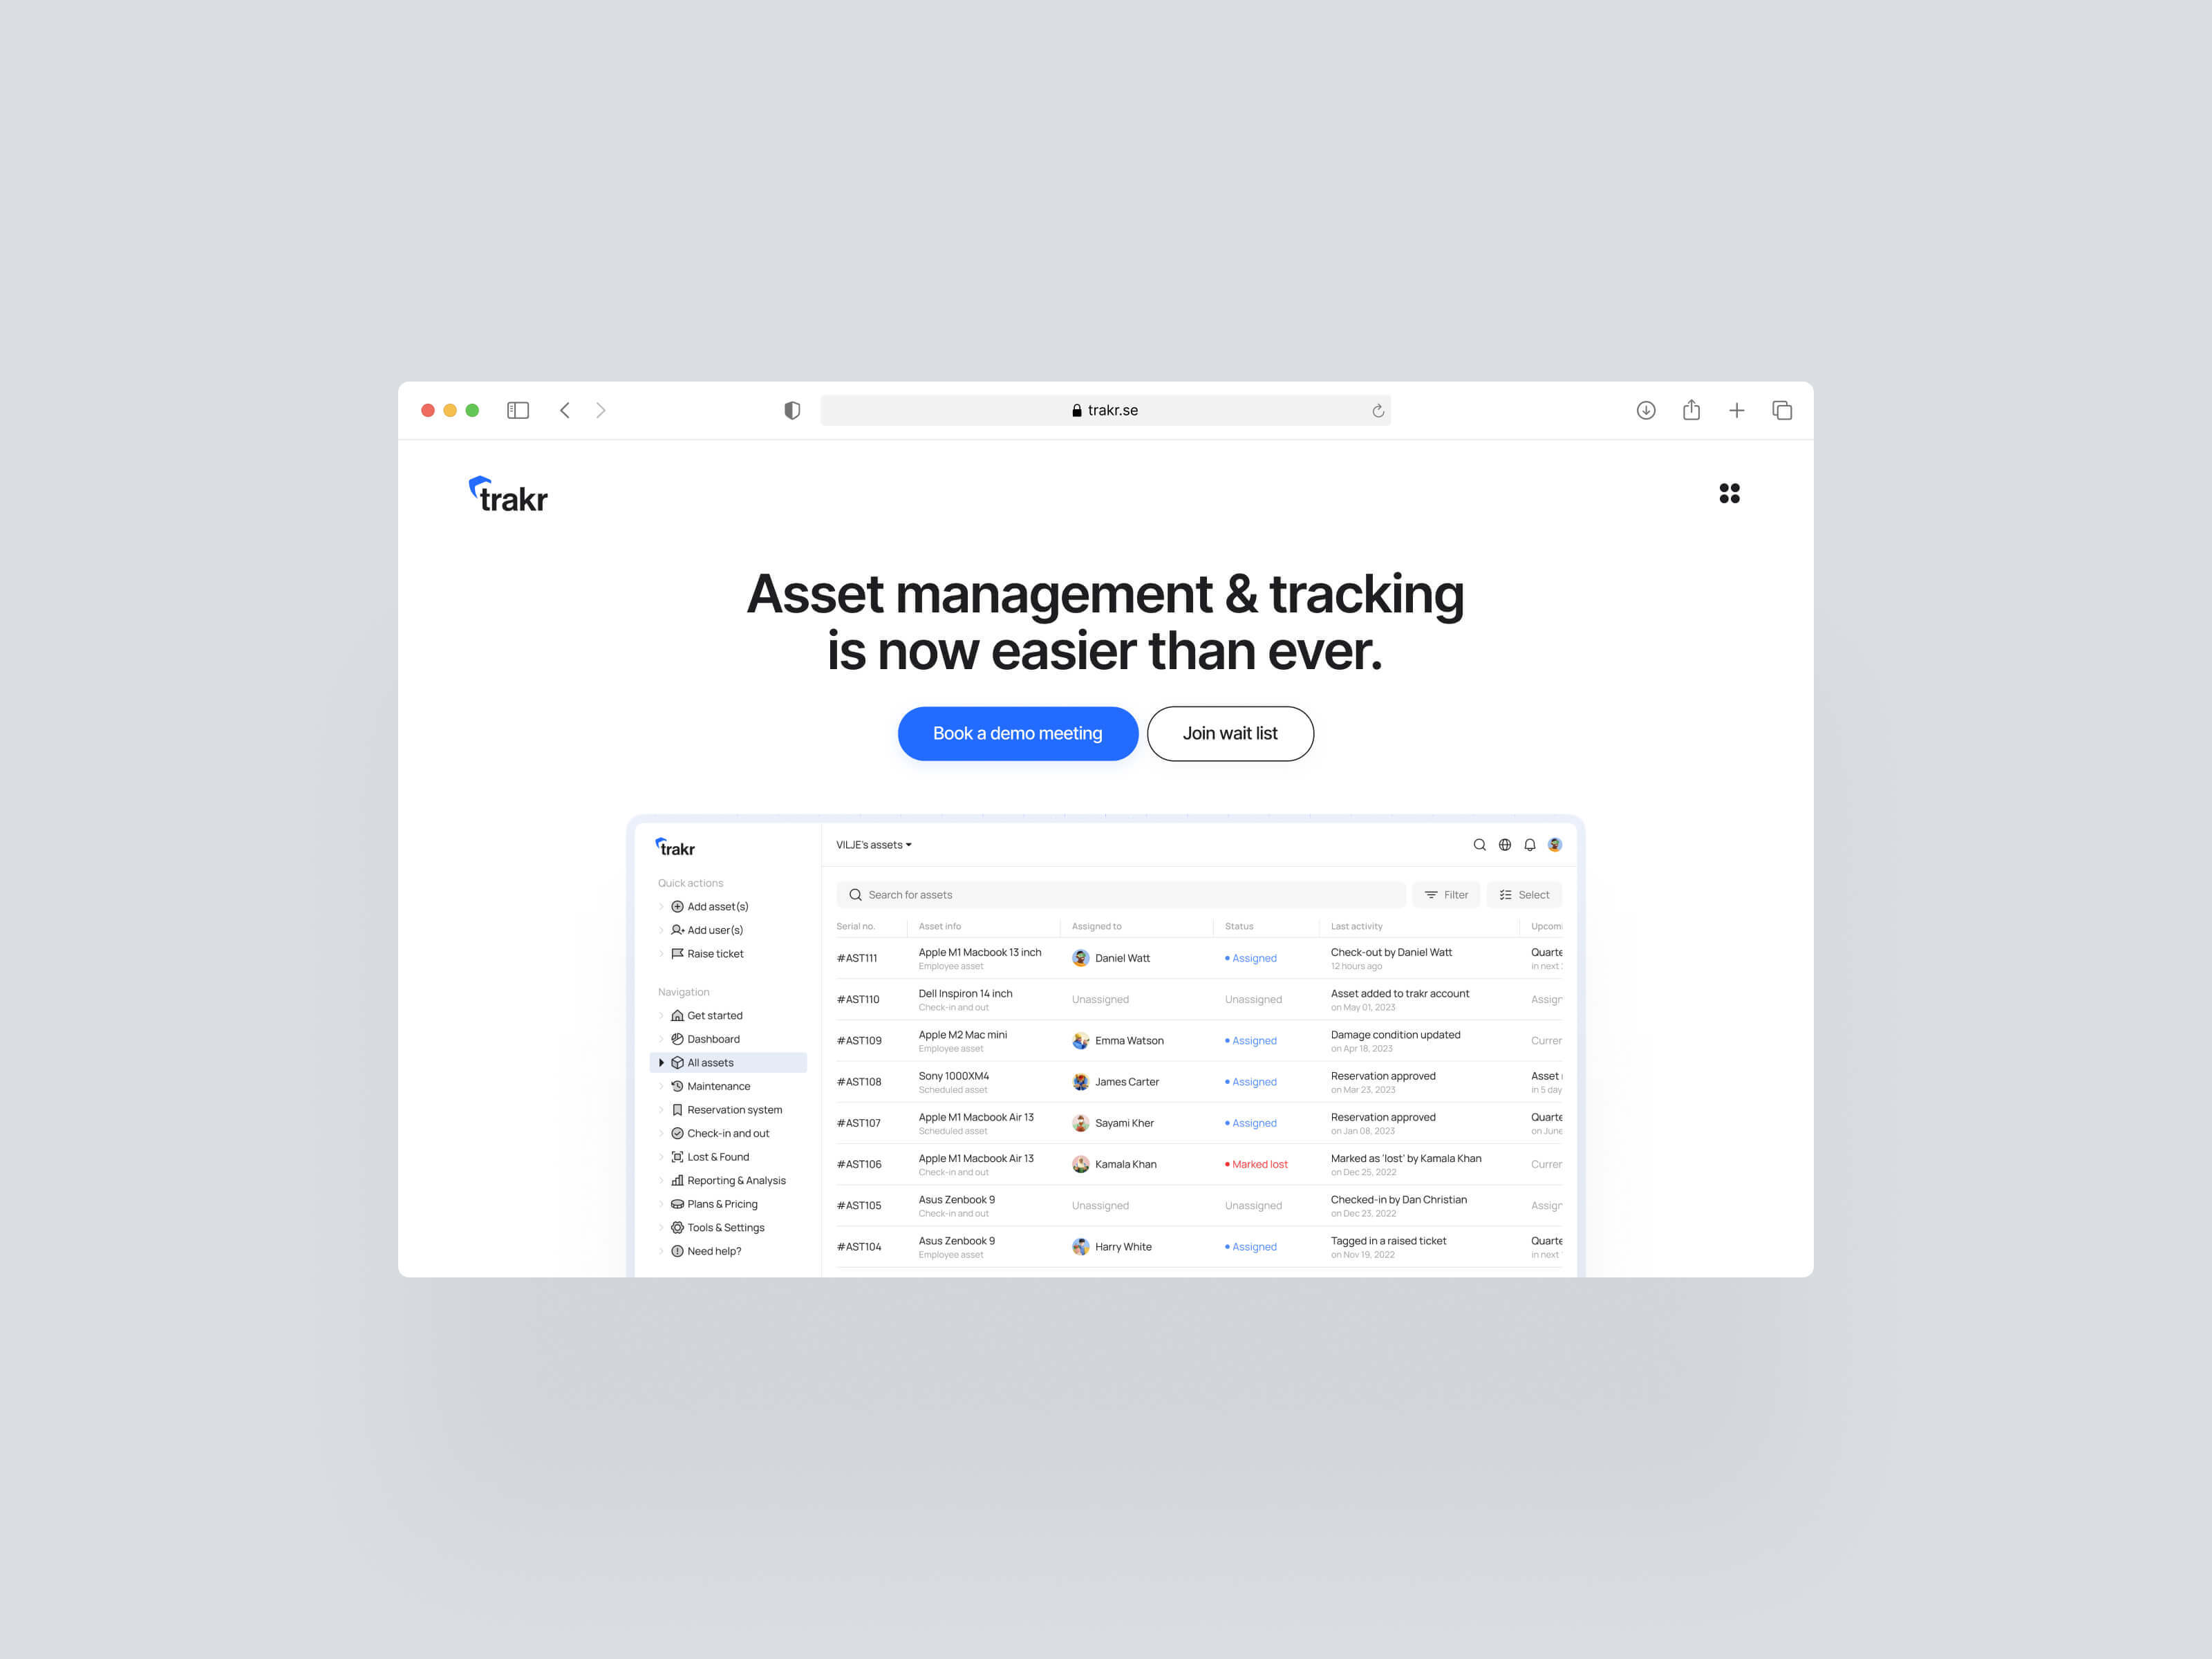 trakr.se
trakr
Asset management & tracking
is now easier than ever.
Book a demo meeting
Join wait list
trakr
VILJE's assets
Quick actions
Add asset(s)
Add user(s)
Raise ticket
Navigation
Get started
Dashboard
All assets
Maintenance
Reservation system
Check-in and out
Lost & Found
Reporting & Analysis
Plans & Pricing
Tools & Settings
Need help?
Search for assets
Filter
Select
Serial no. Asset info Assigned to Status Last activity
#AST111 Apple M1 Macbook 13 inch Daniel Watt Assigned Check-out by Daniel Watt
Employee asset 12 hours ago in next
#AST110 Dell Inspiron 14 inch Unassigned Unassigned Asset added to trakr account
Check-in and out on May 01, 2023
#AST109 Apple M2 Mac mini Emma Watson Assigned Damage condition updated
Employee asset on Apr 18, 2023
#AST108 Sony 1000XM4 James Carter Assigned Reservation approved Asset
Scheduled asset on Mar 23, 2023 in 5 day
#AST107 Apple M1 Macbook Air 13 Sayami Kher Assigned Reservation approved
Scheduled asset on Jan 08, 2023 on June
#AST106 Apple M1 Macbook Air 13 Kamala Khan Marked lost Marked as 'lost' by Kamala Khan
Check-in and out on Dec 25, 2022
#AST105 Asus Zenbook 9 Unassigned Unassigned Checked-in by Dan Christian
Check-in and out on Dec 23, 2022
#AST104 Asus Zenbook 9 Harry White Assigned Tagged in a raised ticket
Employee asset on Nov 19, 2022 in next